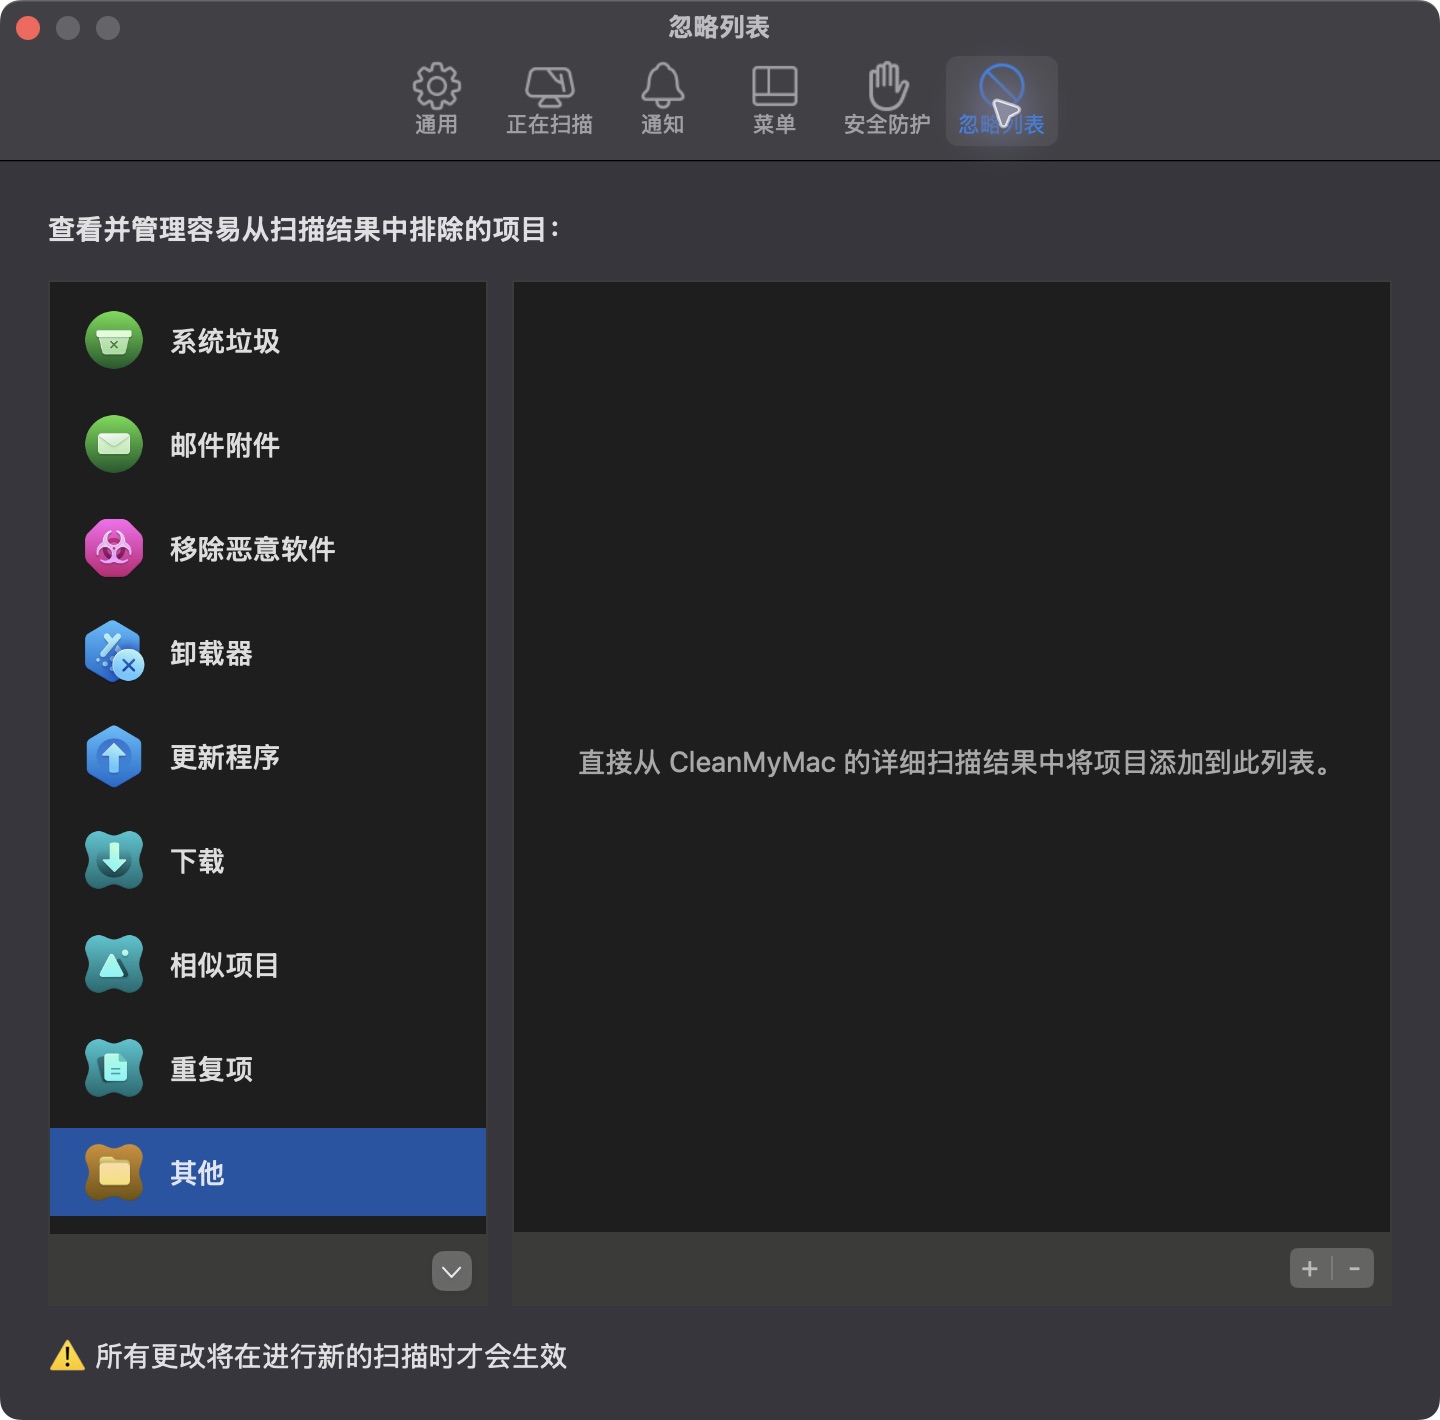 忽略列表
通用
正在扫描
通知
菜单
安全防护
忽略列表
查看并管理容易从扫描结果中排除的项目：
系统垃圾
邮件附件
移除恶意软件
卸载器
更新程序
下载
相似项目
重复项
其他
直接从 CleanMyMac 的详细扫描结果中将项目添加到此列表。
所有更改将在进行新的扫描时才会生效